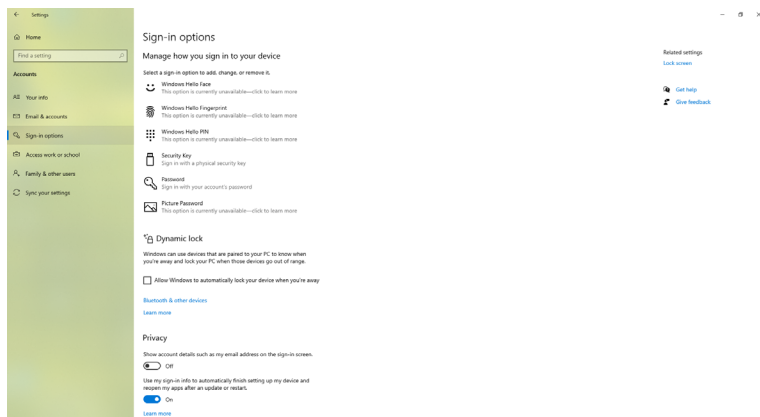 Settings
Home
Find a setting
Accounts
Your info
Email & accounts
Sign-in options
Access work or school
Family & other users
Sync your settings
Sign-in options
Manage how you sign in to your device
Select a sign-in option to add, change, or remove it.
Windows Hello Face
This option is currently unavailable—click to learn more
Windows Hello Fingerprint
This option is currently unavailable—click to learn more
Windows Hello PIN
This option is currently unavailable—click to learn more
Security Key
Sign in with a physical security key
Password
Sign in with your account's password
Picture Password
This option is currently unavailable—click to learn more
Dynamic lock
Windows can use devices that are paired to your PC to know when
you're away and lock your PC when those devices go out of range.
Allow Windows to automatically lock your device when you're away
Bluetooth & other devices
Learn more
Privacy
Show account details such as my email address on the sign-in screen.
Off
Use my sign-in info to automatically finish setting up my device and
reopen my apps after an update or restart.
On
Learn more
Related settings
Lock screen
Get help
Give feedback